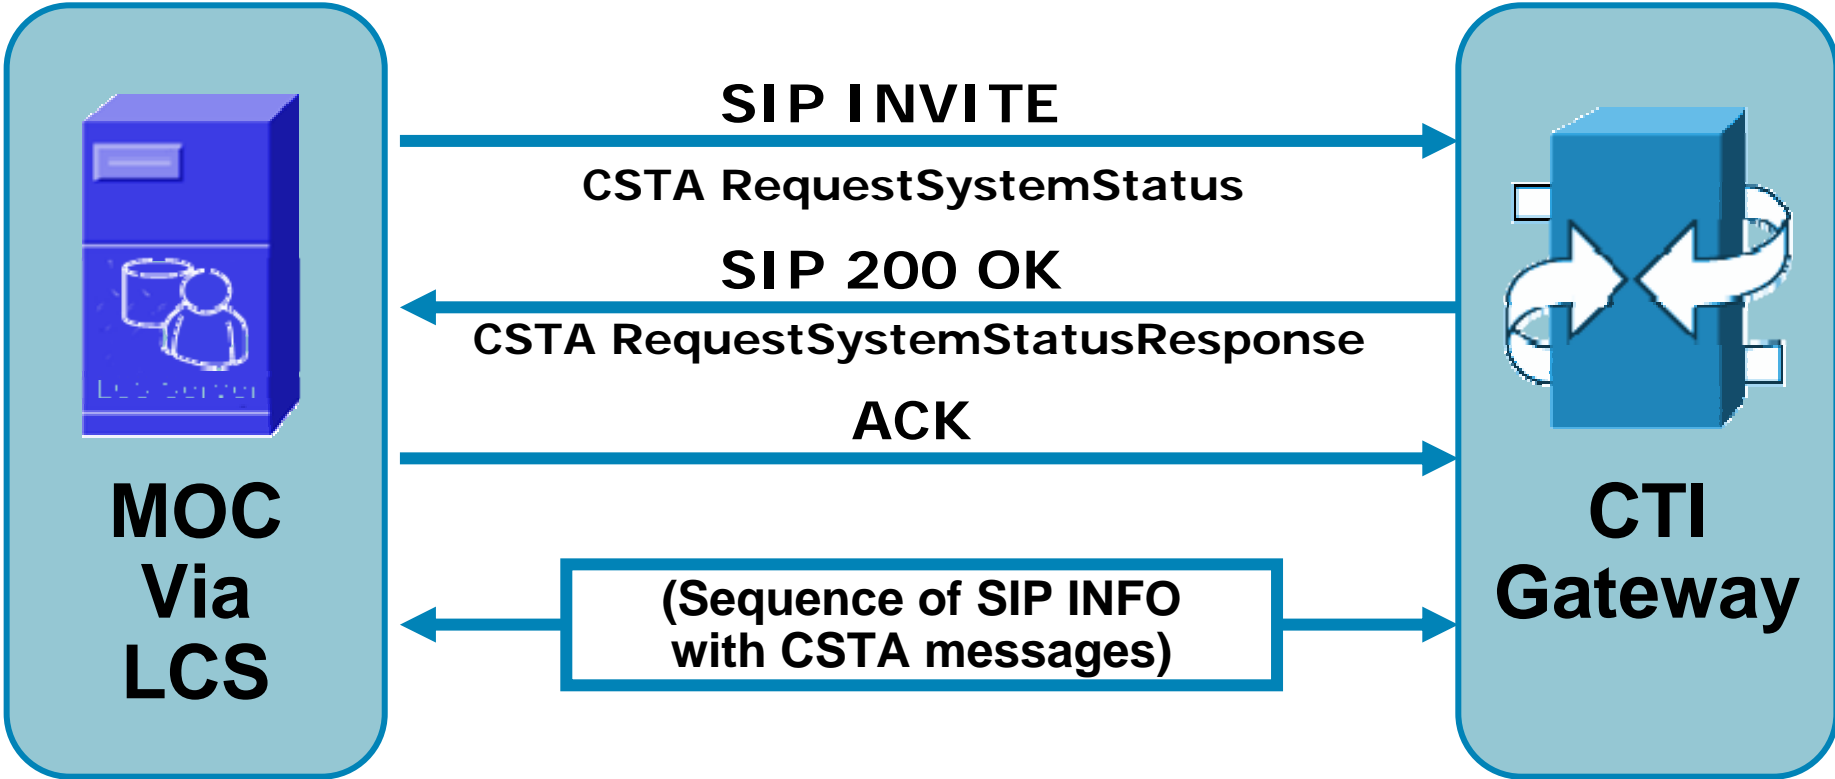 SIP INVITE
CSTA RequestSystemStatus
SIP 200 OK
CSTA RequestSystemStatusResponse
ACK
(Sequence of SIP INFO
with CSTA messages)
MOC
Via
LCS
CTI
Gateway